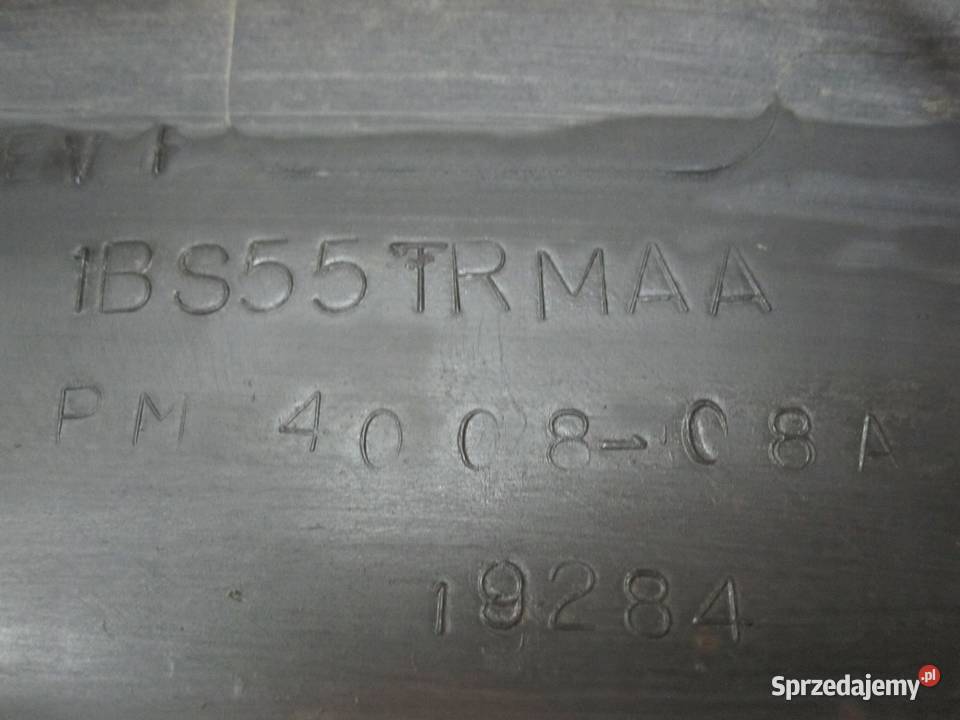 1BS55TRMAA
PM 4008-08A
19284
Sprzedajemy.pl